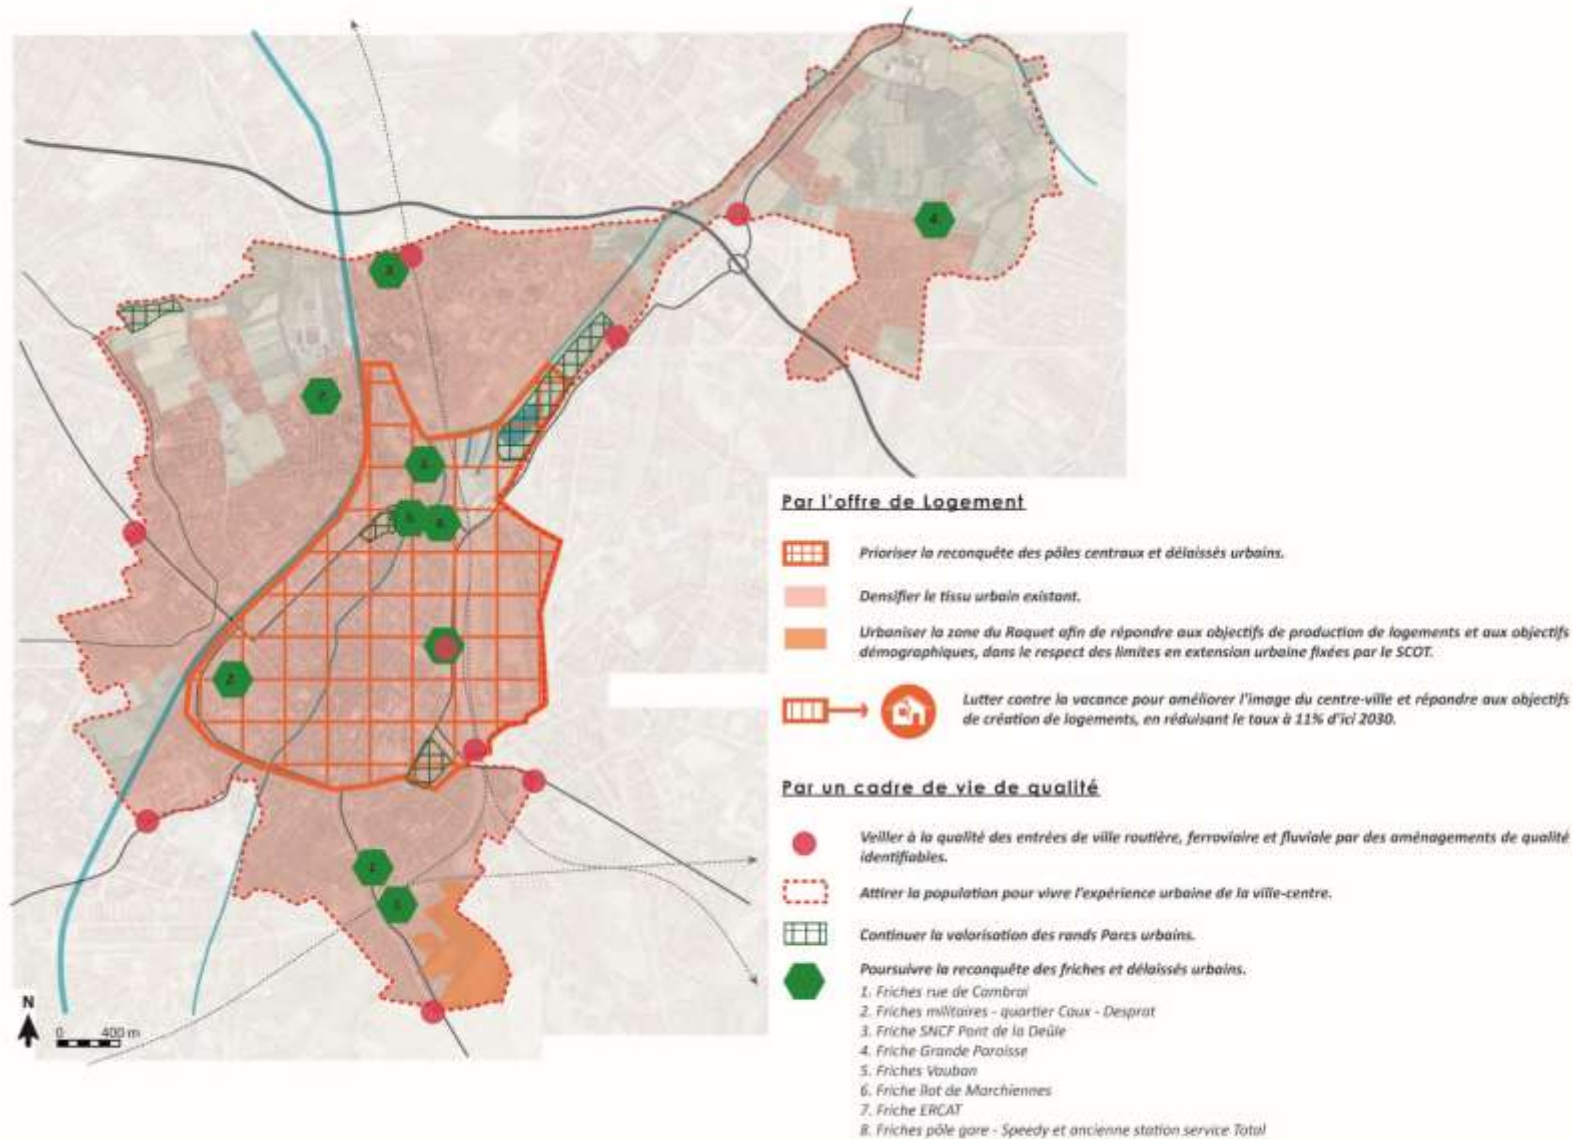 4
3
7
2
1
N
0 400 m
Par l'offre de Logement
Prioriser la reconquête des pôles centraux et délaissés urbains.
Densifier le tissu urbain existant.
Urbaniser la zone du Raquet afin de répondre aux objectifs de production de logements et aux objectifs
démographiques, dans le respect des limites en extension urbaine fixées par le SCOT.
Lutter contre la vacance pour améliorer l'image du centre-ville et répondre aux objectifs
de création de logements, en réduisant le taux à 11% d'ici 2030.
Par un cadre de vie de qualité
Veiller à la qualité des entrées de ville routière, ferroviaire et fluviale par des aménagements de qualité
identifiables.
Attirer la population pour vivre l'expérience urbaine de la ville-centre.
Continuer la valorisation des rands Parcs urbains.
Poursuivre la reconquête des friches et délaissés urbains.
1. Friches rue de Cambrai
2. Friches militaires - quartier Caux - Desprat
3. Friche SNCF Pont de la Deûle
4. Friche Grande Paroisse
5. Friches Vauban
6. Friche îlot de Marchiennes
7. Friche ERCAT
8. Friches pôle gare - Speedy et ancienne station service Total